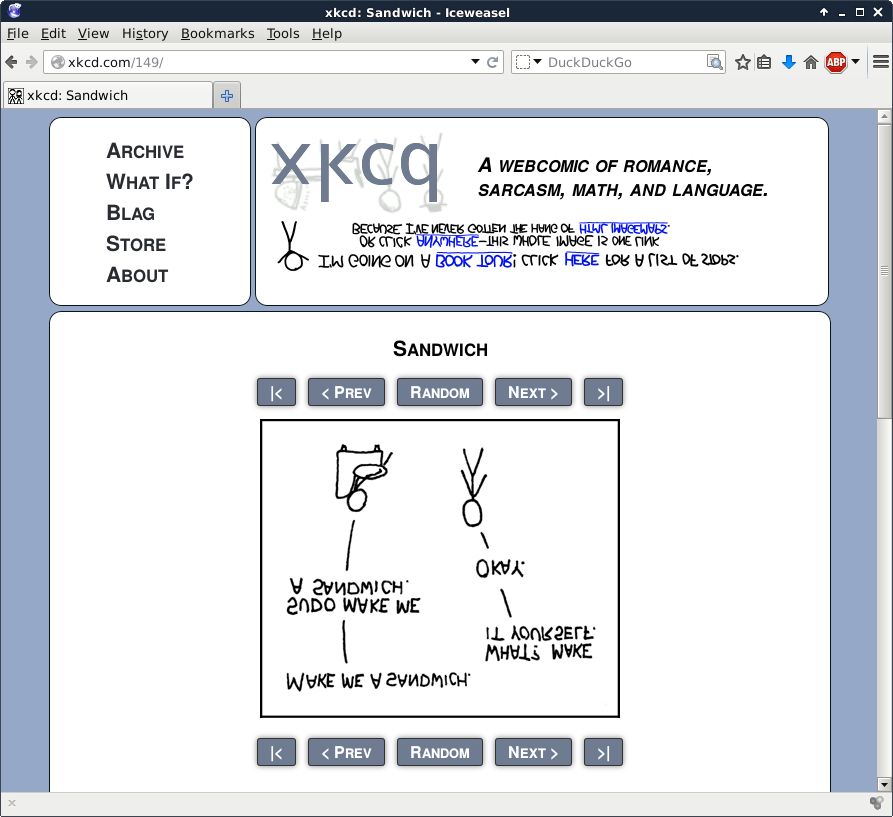 xkcd: Sandwich - Iceweasel
File Edit View History Bookmarks Tools Help
xkcd.com/149/
DuckDuckGo
ABP
xkcd: Sandwich
ARCHIVE
WHAT IF?
BLAG
STORE
ABOUT
xkcd
A WEBCOMIC OF ROMANCE,
SARCASM, MATH, AND LANGUAGE.
I'M GOING ON A BOOK TOUR; CLICK HERE FOR A LIST OF STOPS.
OR CLICK ANYWHERE—THIS WHOLE IMAGE IS ONE LINK
BECAUSE I'VE NEVER GOTTEN THE HANG OF HTML IMAGEMAPS.
SANDWICH
|< < PREV RANDOM NEXT > >|
MAKE ME A SANDWICH.
WHAT? MAKE
IT YOURSELF.
SUDO MAKE ME
A SANDWICH.
OKAY.
|< < PREV RANDOM NEXT > >|